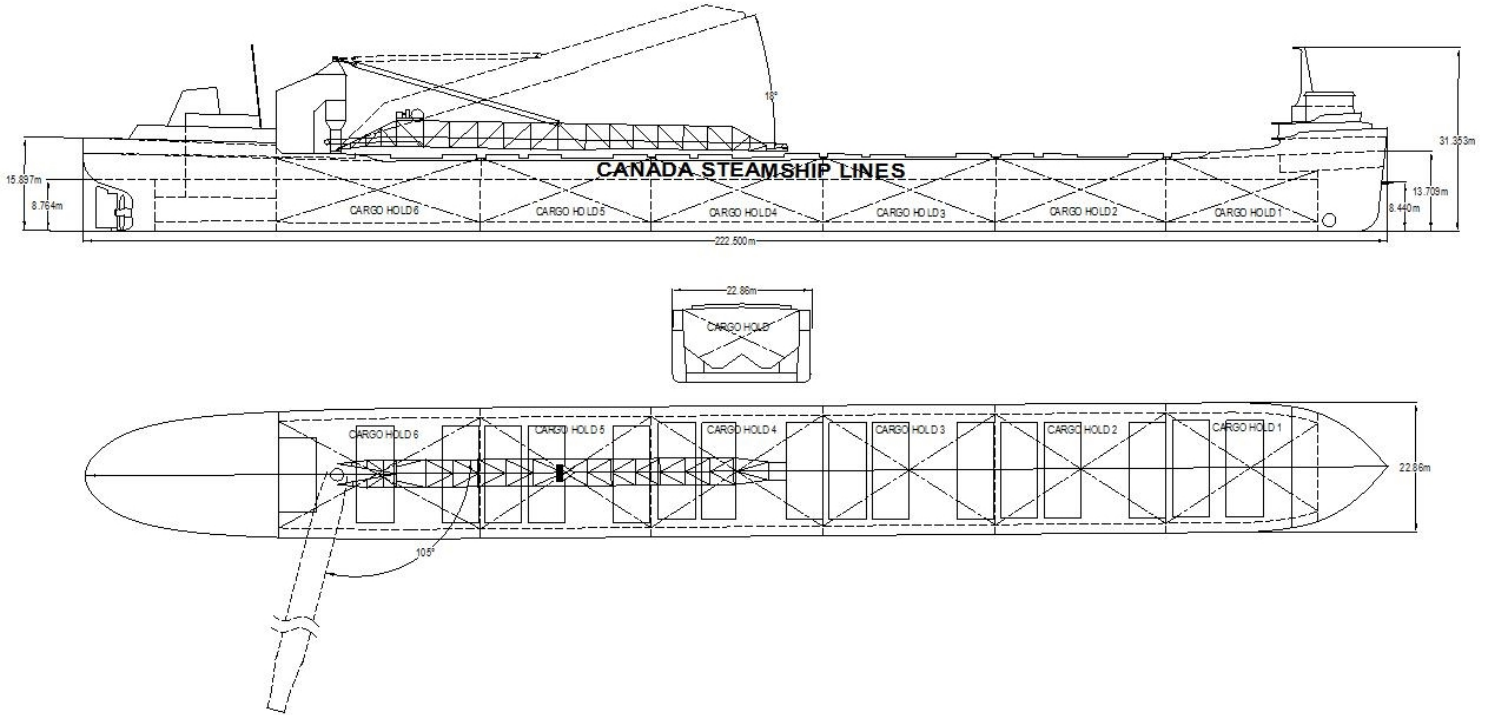 18°
31.353m
CANADA STEAMSHIP LINES
15.897m
8.764m
13.709m
8.440m
CARGO HOLD 6
CARGO HOLD 5
CARGO HOLD 4
CARGO HOLD 3
CARGO HOLD 2
CARGO HOLD 1
222.500m
22.86m
CARGO HOLD
CARGO HOLD 6
CARGO HOLD 5
CARGO HOLD 4
CARGO HOLD 3
CARGO HOLD 2
CARGO HOLD 1
22.86m
105°